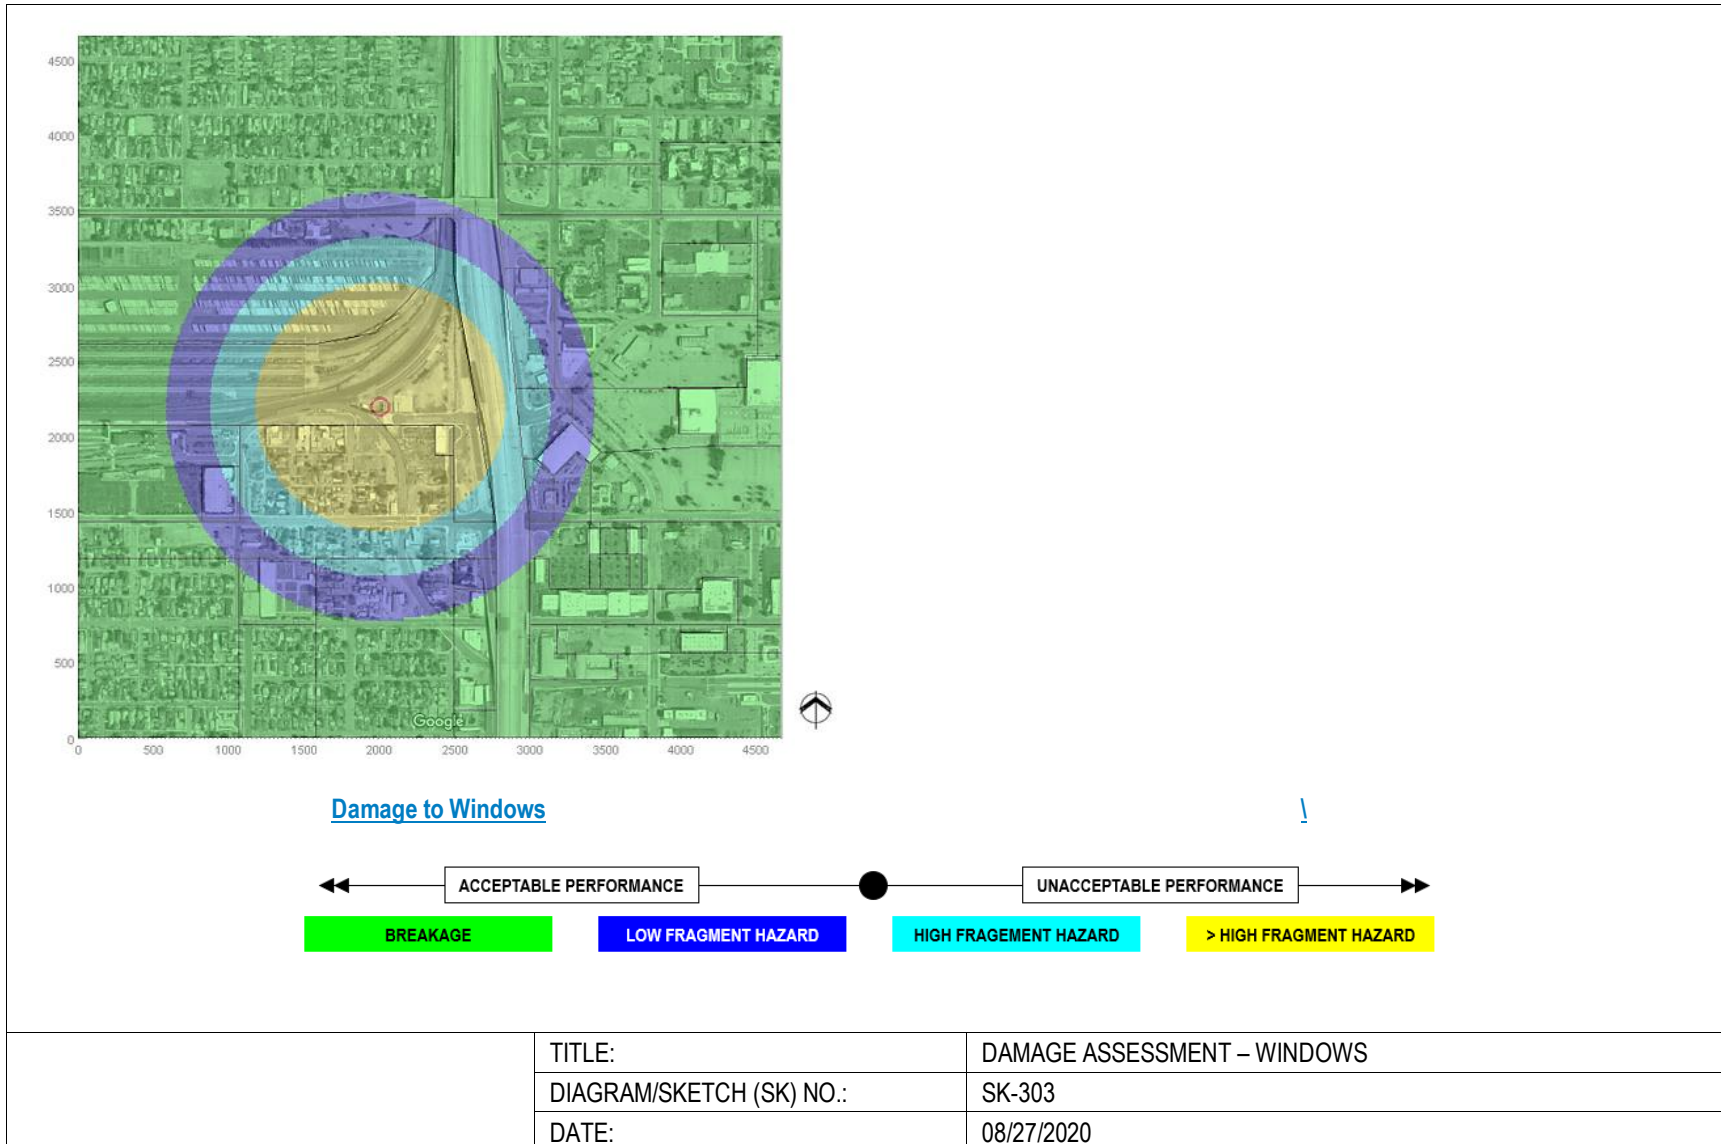 4500
4000
3500
3000
2500
2000
1500
1000
500
0
0 500 1000 1500 2000 2500 3000 3500 4000 4500
Google
Damage to Windows \
ACCEPTABLE PERFORMANCE UNACCEPTABLE PERFORMANCE
BREAKAGE LOW FRAGMENT HAZARD HIGH FRAGEMENT HAZARD > HIGH FRAGMENT HAZARD
TITLE: DAMAGE ASSESSMENT – WINDOWS
DIAGRAM/SKETCH (SK) NO.: SK-303
DATE: 08/27/2020